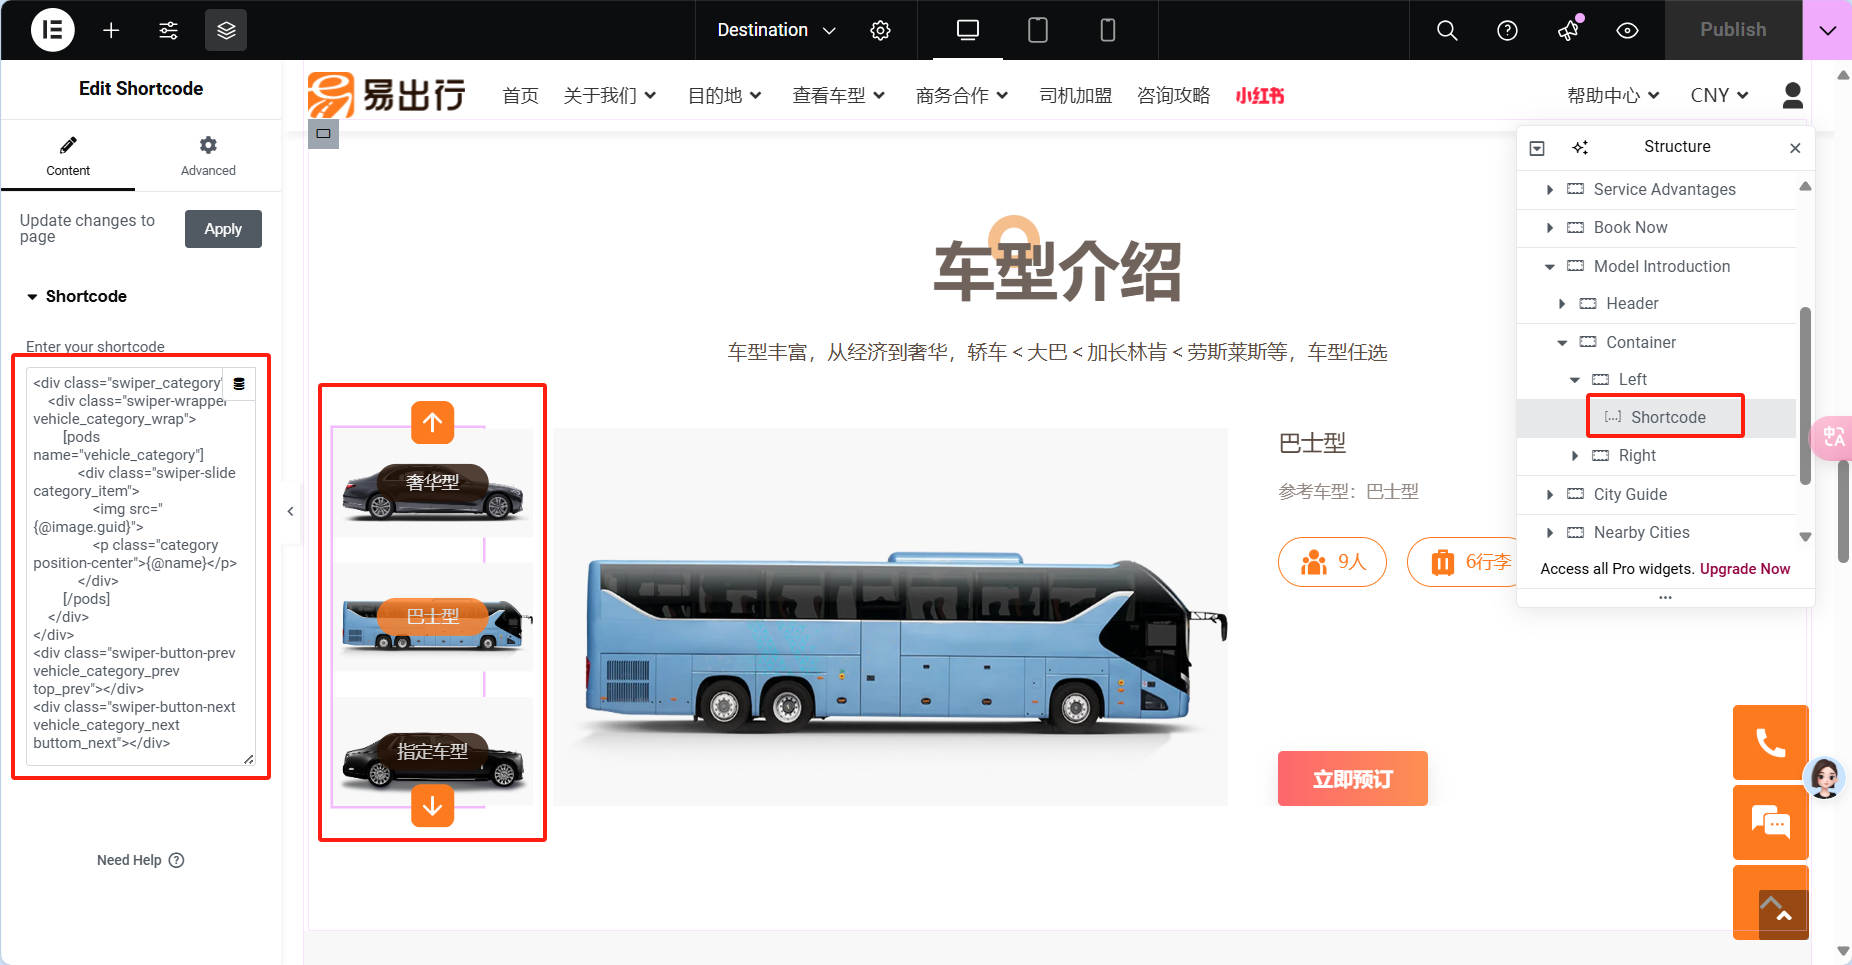 Destination
Publish
Edit Shortcode
Content
Advanced
Update changes to
page
Apply
Shortcode
Enter your shortcode
<div class="swiper_category"
<div class="swiper-wrapper
vehicle_category_wrap">
[pods
name="vehicle_category"]
<div class="swiper-slide
category_item">
<img src="
{@image.guid}">
<p class="category
position-center">{@name}</p>
</div>
[/pods]
</div>
</div>
<div class="swiper-button-prev
vehicle_category_prev
top_prev"></div>
<div class="swiper-button-next
vehicle_category_next
buttom_next"></div>
Need Help
易出行
首页 关于我们 目的地 查看车型 商务合作 司机加盟 咨询攻略 小红书 帮助中心 CNY
车型介绍
车型丰富，从经济到奢华，轿车 < 大巴 < 加长林肯 < 劳斯莱斯等，车型任选
奢华型
巴士型
指定车型
巴士型
参考车型：巴士型
9人
6行李
立即预订
Structure
Service Advantages
Book Now
Model Introduction
Header
Container
Left
[...] Shortcode
Right
City Guide
Nearby Cities
Access all Pro widgets. Upgrade Now
中A